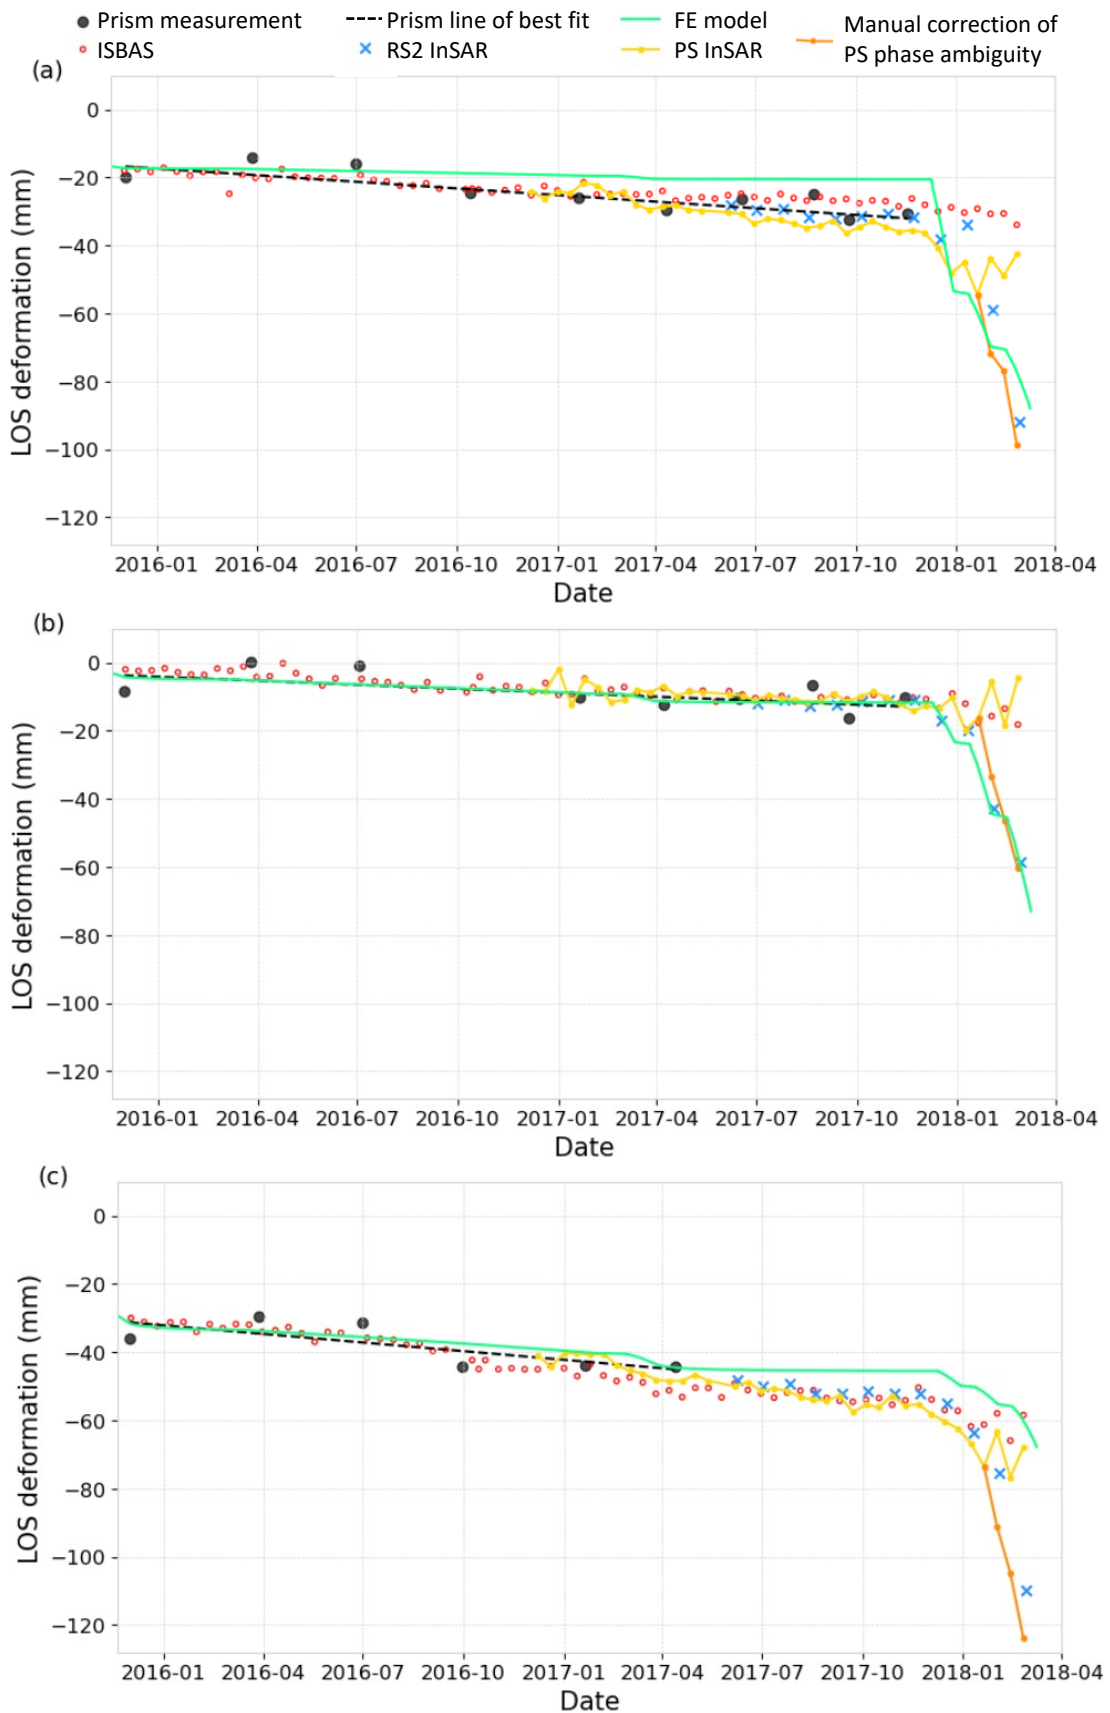 Prism measurement Prism line of best fit FE model Manual correction of
ISBAS RS2 InSAR PS InSAR PS phase ambiguity
(a)
0
−20
−40
−60
−80
−100
−120
LOS deformation (mm)
2016-01 2016-04 2016-07 2016-10 2017-01 2017-04 2017-07 2017-10 2018-01 2018-04
Date
(b)
0
−20
−40
−60
−80
−100
−120
LOS deformation (mm)
2016-01 2016-04 2016-07 2016-10 2017-01 2017-04 2017-07 2017-10 2018-01 2018-04
Date
(c)
0
−20
−40
−60
−80
−100
−120
LOS deformation (mm)
2016-01 2016-04 2016-07 2016-10 2017-01 2017-04 2017-07 2017-10 2018-01 2018-04
Date